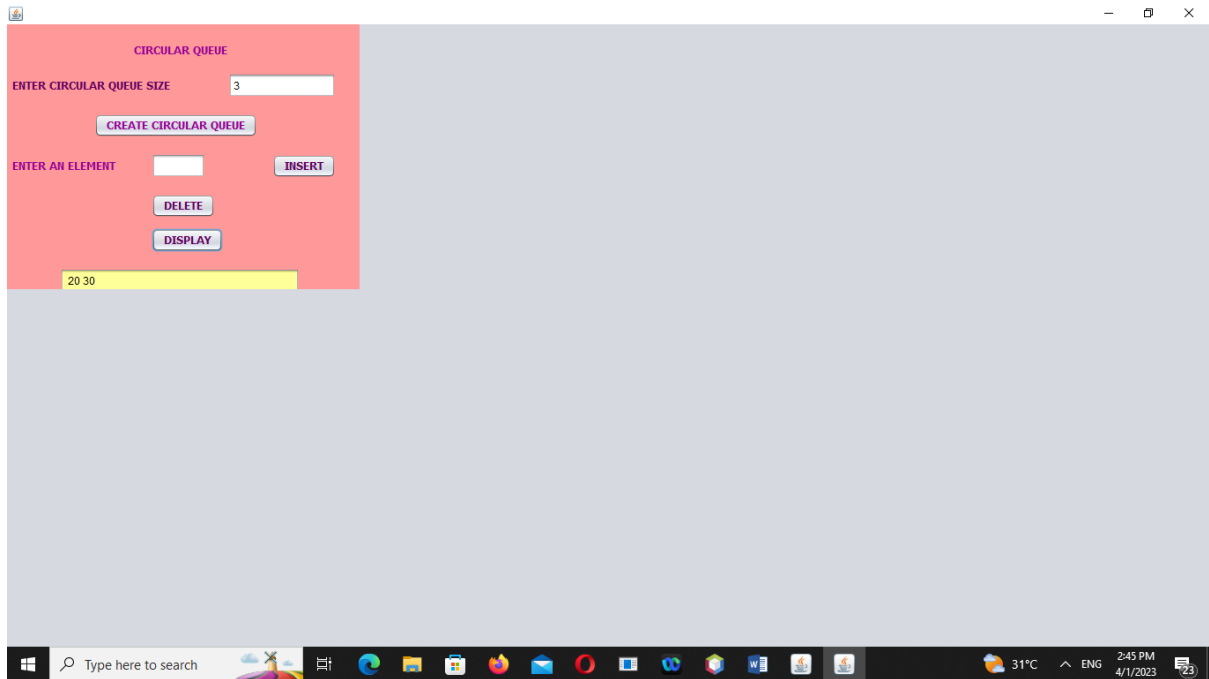 CIRCULAR QUEUE
ENTER CIRCULAR QUEUE SIZE 3
CREATE CIRCULAR QUEUE
ENTER AN ELEMENT INSERT
DELETE
DISPLAY
20 30
Type here to search 31°C ENG 2:45 PM
4/1/2023 23